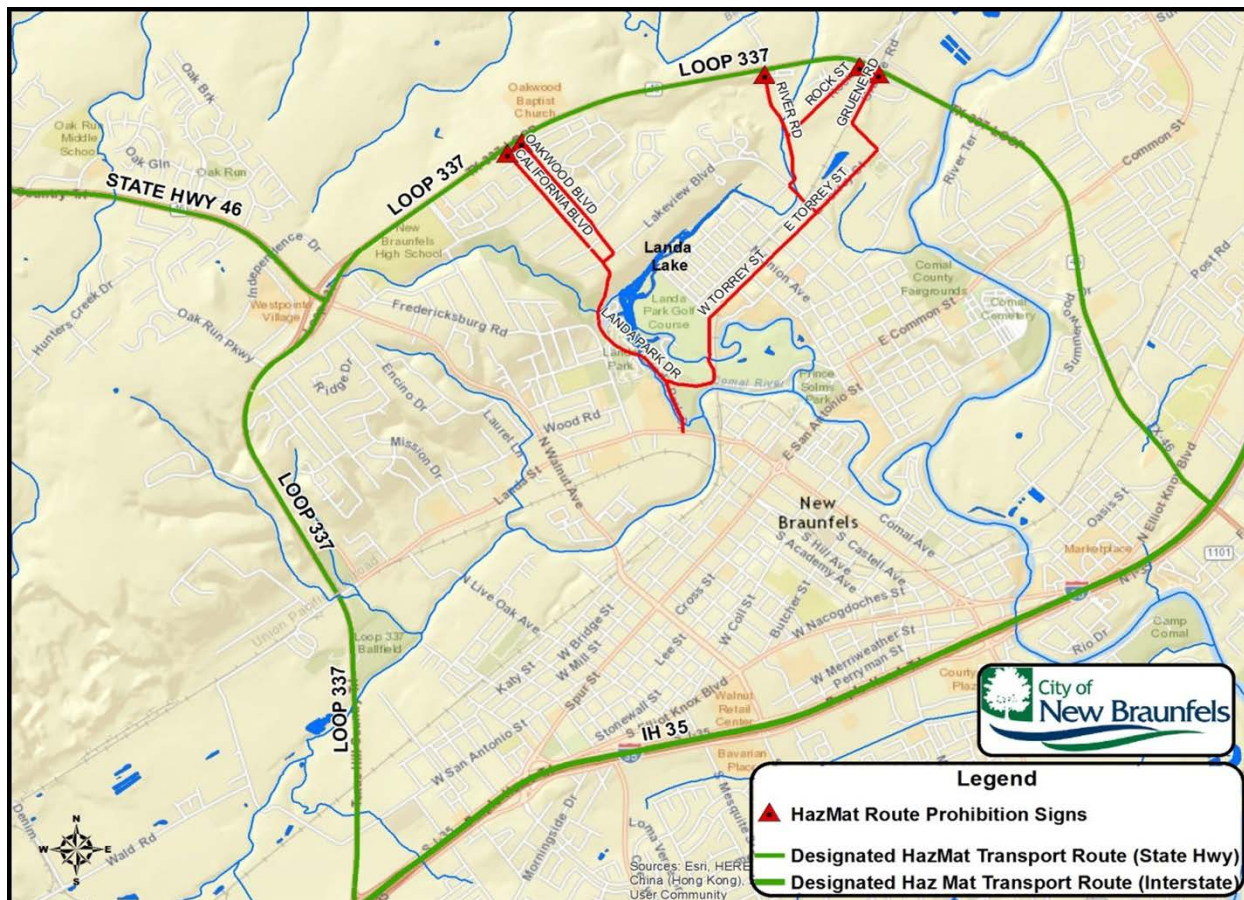 LOOP 337
Oak Brk
Oakwood
Baptist
Church
RIVER RD
ROCK ST
GRUENE RD
Oak Run
Middle
School
Oak Gln
Oak Run
OAKWOOD BLVD
CALIFORNIA BLVD
LOOP 337
STATE HWY 46
Lakeview Blvd
E TORREY ST
River Ter
Common St
Post Rd
New
Braunfels
High School
Landa
Lake
N Union Ave
W TORREY ST
Comal
County
Fairgrounds
Comal
Cemetery
Independence Dr
Hunters Creek Dr
Westpointe
Village
Oak Run Pkwy
Fredericksburg Rd
Landa
Park Golf
Course
LANDA PARK DR
E Common St
Ridge Dr
Encino Dr
Laurel Ln
Mission Dr
Wood Rd
Landa St
N Walnut Ave
Comal River
Prince
Solms
Park
E San Antonio St
LOOP 337
New
Braunfels
Comal Ave
S Castell Ave
S Hill Ave
S Academy Ave
Oasis St
N Elliot Knox Blvd
Marketplace
1101
Union Pacific
N Live Oak Ave
Cross St
W Coll St
Butcher St
W Nacogdoches St
W Bridge St
W Mill St
Lee St
Katy St
Spur St
Stonewall St
W Merriweather St
Perryman St
Rio Dr
Camp
Comal
Loop 337
Ballfield
LOOP 337
W San Antonio St
Walnut
Retail
Center
IH 35
Bavarian
Wald Rd
Morningside Dr
N
W E
S
City of
New Braunfels
Legend
HazMat Route Prohibition Signs
Designated HazMat Transport Route (State Hwy)
Designated Haz Mat Transport Route (Interstate)
Sources: Esri, HERE
China (Hong Kong),
User Community